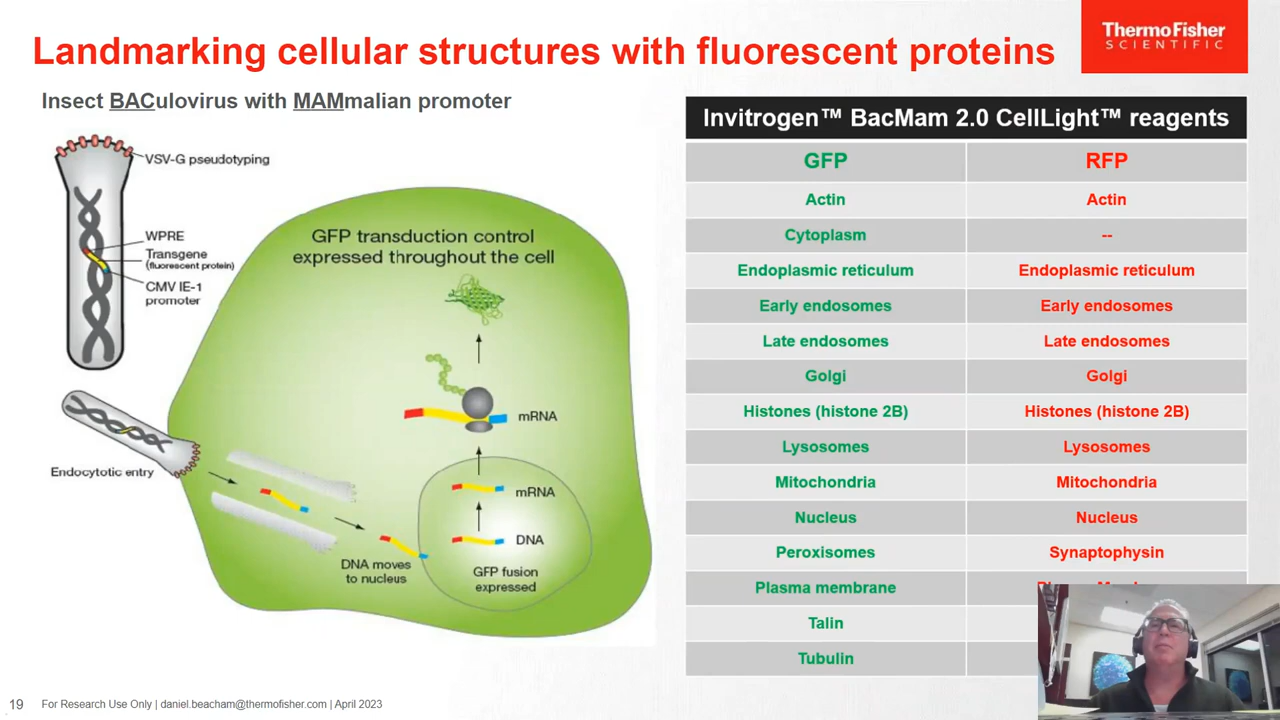 Landmarking cellular structures with fluorescent proteins
ThermoFisher
SCIENTIFIC
Insect BACulovirus with MAMmalian promoter
VSV-G pseudotyping
WPRE
Transgene
(fluorescent protein)
CMV IE-1
promoter
GFP transduction control
expressed throughout the cell
mRNA
Endocytotic entry
mRNA
DNA
DNA moves
to nucleus
GFP fusion
expressed
Invitrogen™ BacMam 2.0 CellLight™ reagents
GFP RFP
Actin Actin
Cytoplasm --
Endoplasmic reticulum Endoplasmic reticulum
Early endosomes Early endosomes
Late endosomes Late endosomes
Golgi Golgi
Histones (histone 2B) Histones (histone 2B)
Lysosomes Lysosomes
Mitochondria Mitochondria
Nucleus Nucleus
Peroxisomes Synaptophysin
Plasma membrane
Talin
Tubulin
19 For Research Use Only | daniel.beacham@thermofisher.com | April 2023